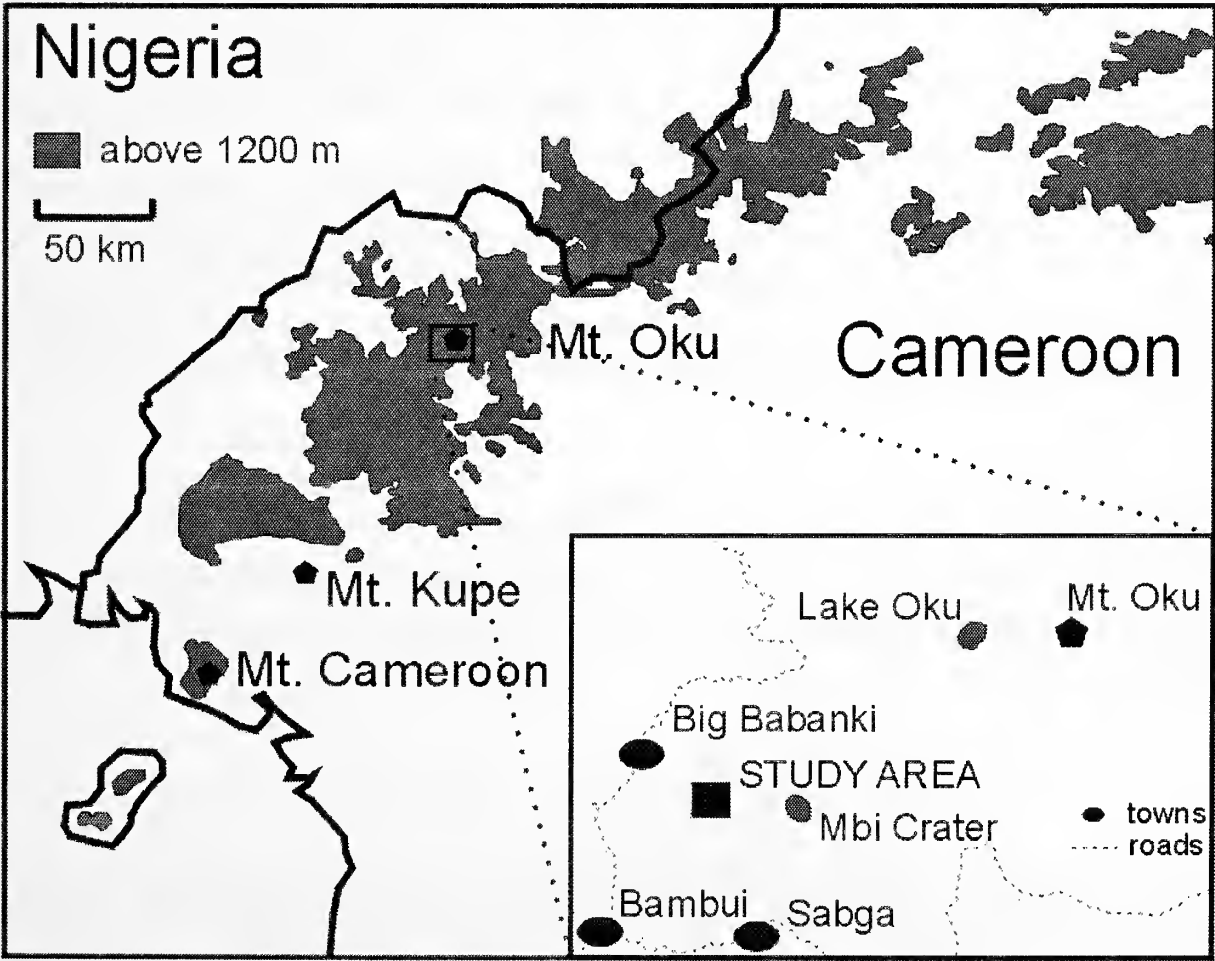 Nigeria
above 1200 m
50 km
Mt. Oku
Cameroon
Mt. Kupe
Mt. Cameroon
Lake Oku
Mt. Oku
Big Babanki
STUDY AREA
Mbi Crater
towns
roads
Bambui
Sabga